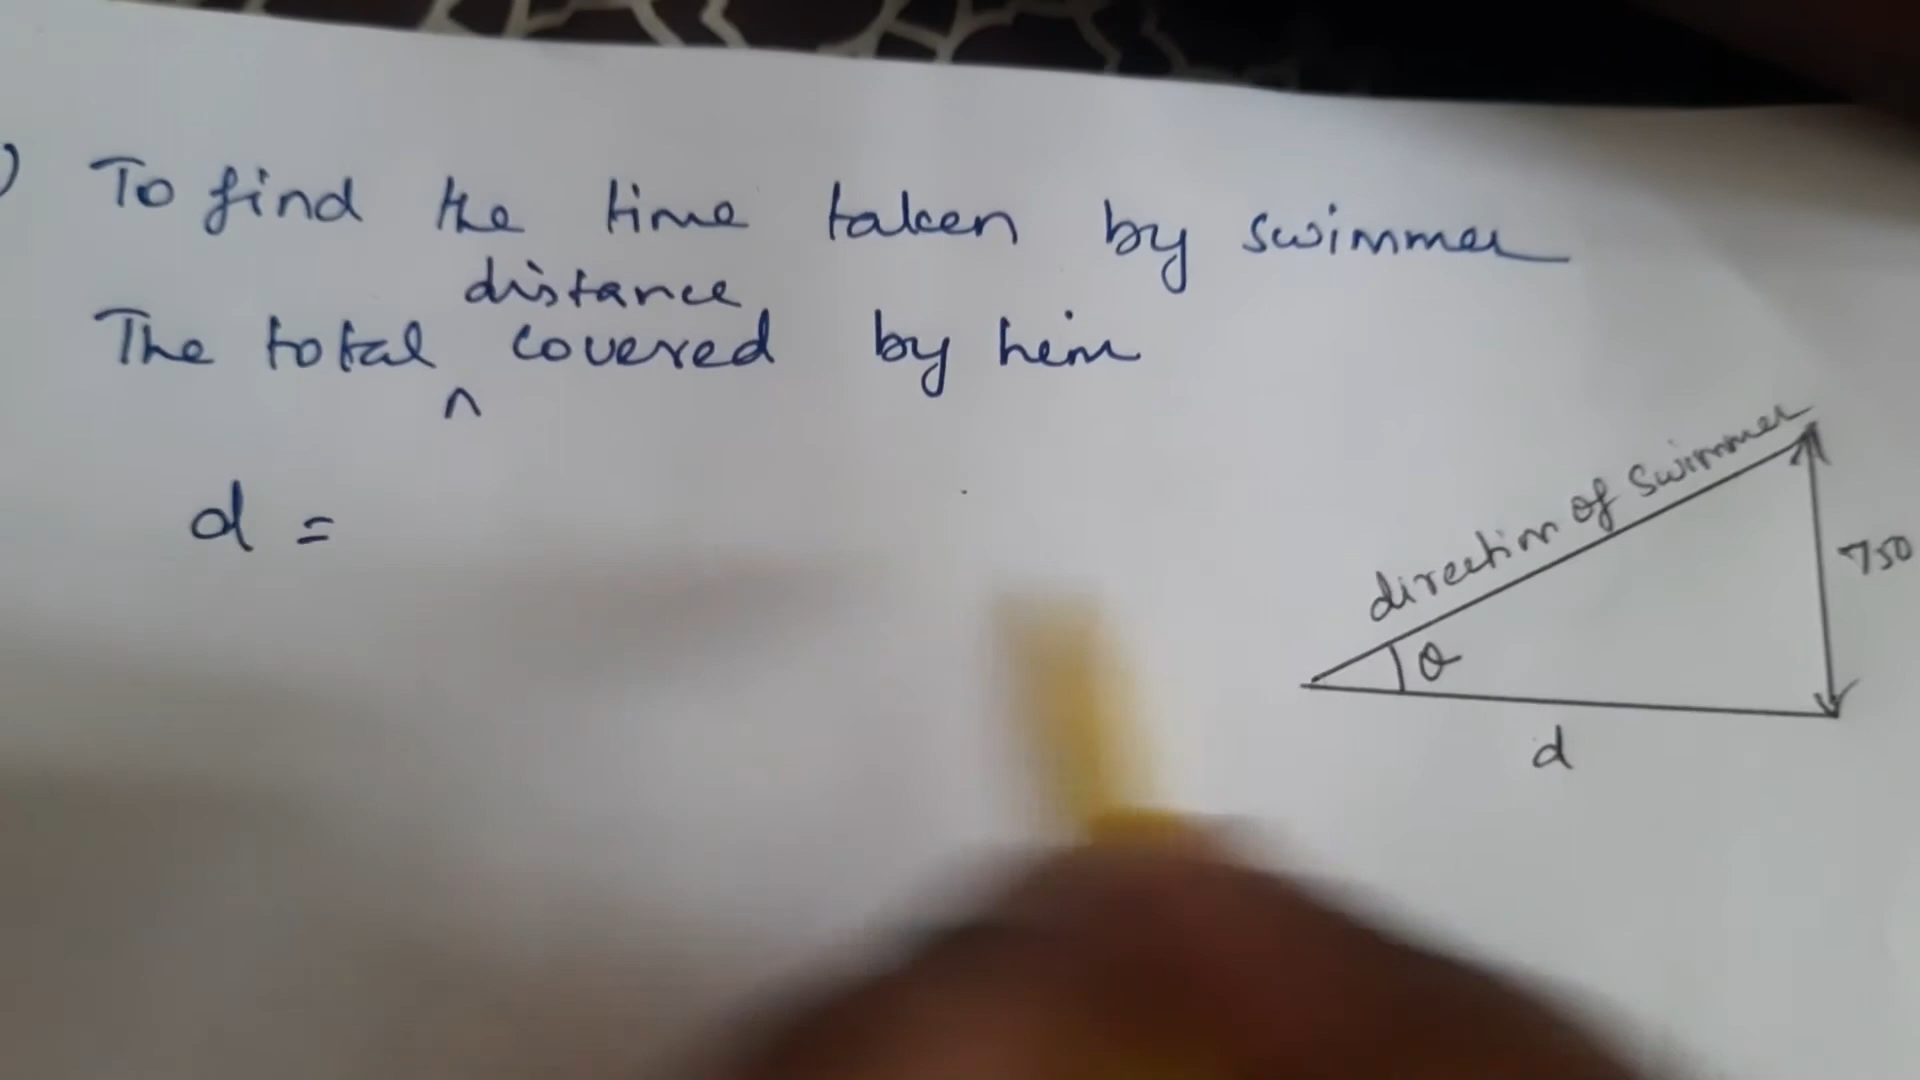 ) To find the time taken by swimmer
distance
The total ^ covered by him
d =
direction of swimmer
750
θ
d